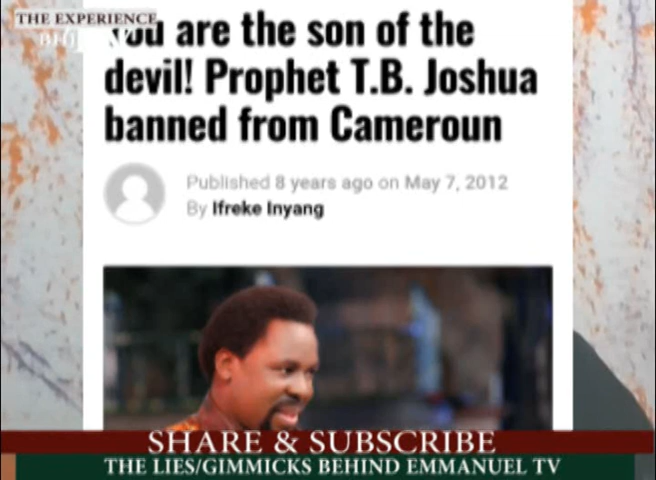 THE EXPERIENCE
You are the son of the
devil! Prophet T.B. Joshua
banned from Cameroun
Published 8 years ago on May 7, 2012
By Ifreke Inyang
SHARE & SUBSCRIBE
THE LIES/GIMMICKS BEHIND EMMANUEL TV